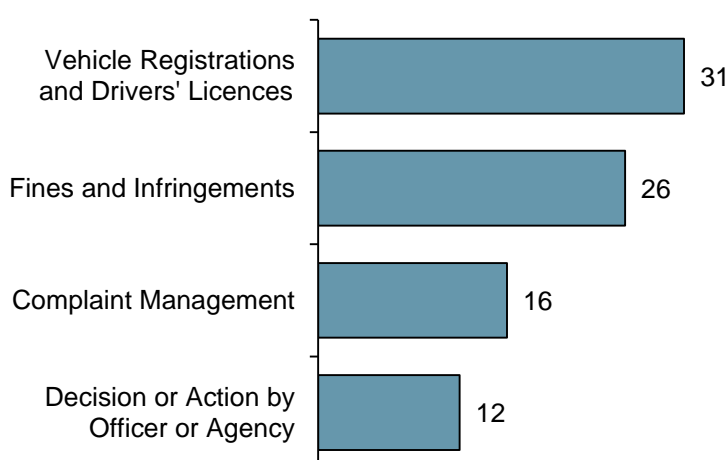 Vehicle Registrations
and Drivers' Licences
31
Fines and Infringements
26
Complaint Management
16
Decision or Action by
Officer or Agency
12